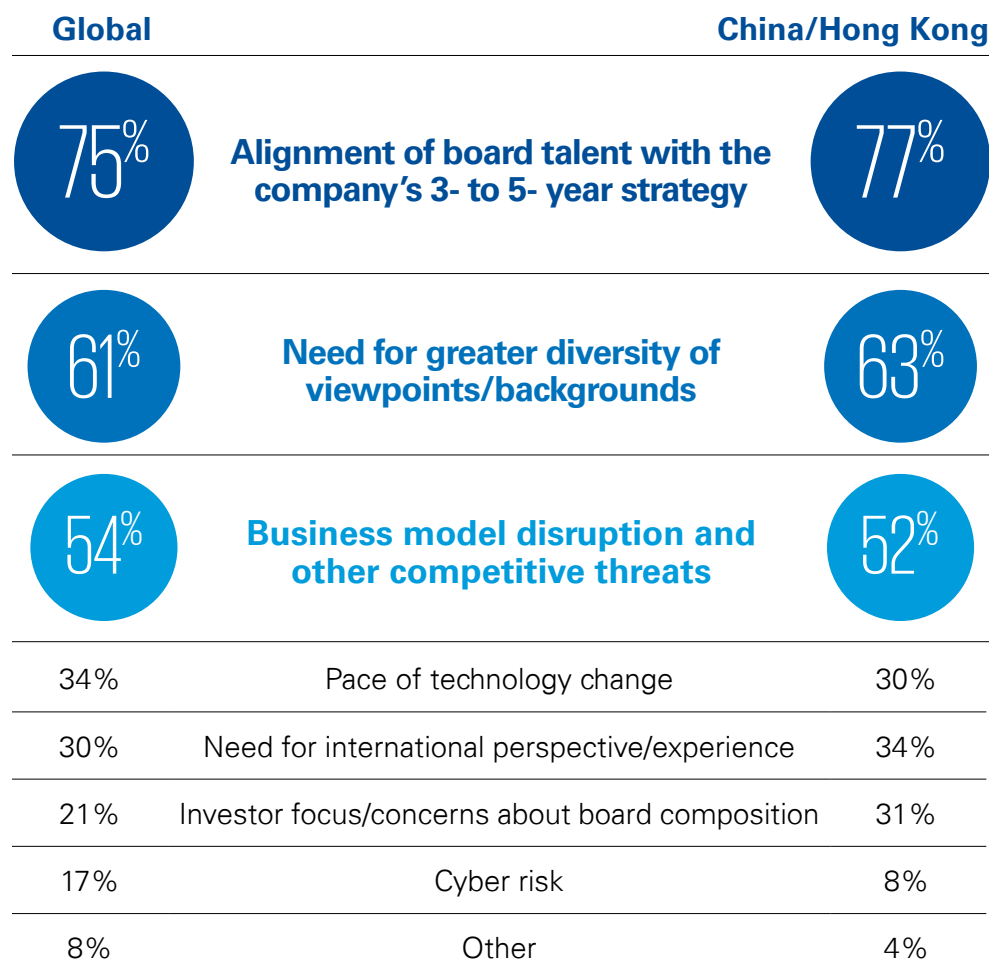 Global China/Hong Kong
75% Alignment of board talent with the 77%
company’s 3- to 5- year strategy
61% Need for greater diversity of 63%
viewpoints/backgrounds
54% Business model disruption and 52%
other competitive threats
34% Pace of technology change 30%
30% Need for international perspective/experience 34%
21% Investor focus/concerns about board composition 31%
17% Cyber risk 8%
8% Other 4%